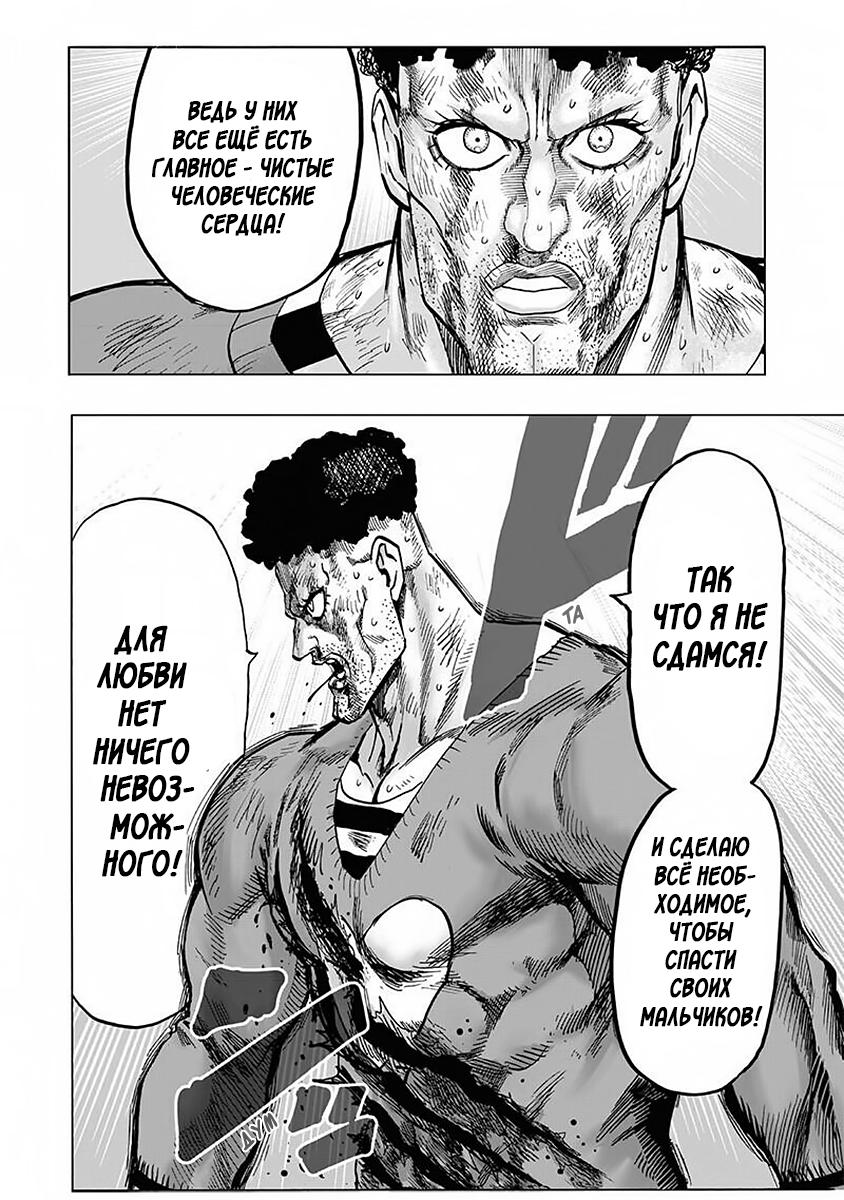 ВЕДЬ У НИХ
ВСЕ ЕЩЁ ЕСТЬ
ГЛАВНОЕ - ЧИСТЫЕ
ЧЕЛОВЕЧЕСКИЕ
СЕРДЦА!
ТАК
ЧТО Я НЕ
СДАМСЯ!
ТА
И СДЕЛАЮ
ВСЁ НЕОБ-
ХОДИМОЕ,
ЧТОБЫ
СПАСТИ
СВОИХ
МАЛЬЧИКОВ!
ДЛЯ
ЛЮБВИ
НЕТ
НИЧЕГО
НЕВОЗ-
МОЖ-
НОГО!
ДУМ